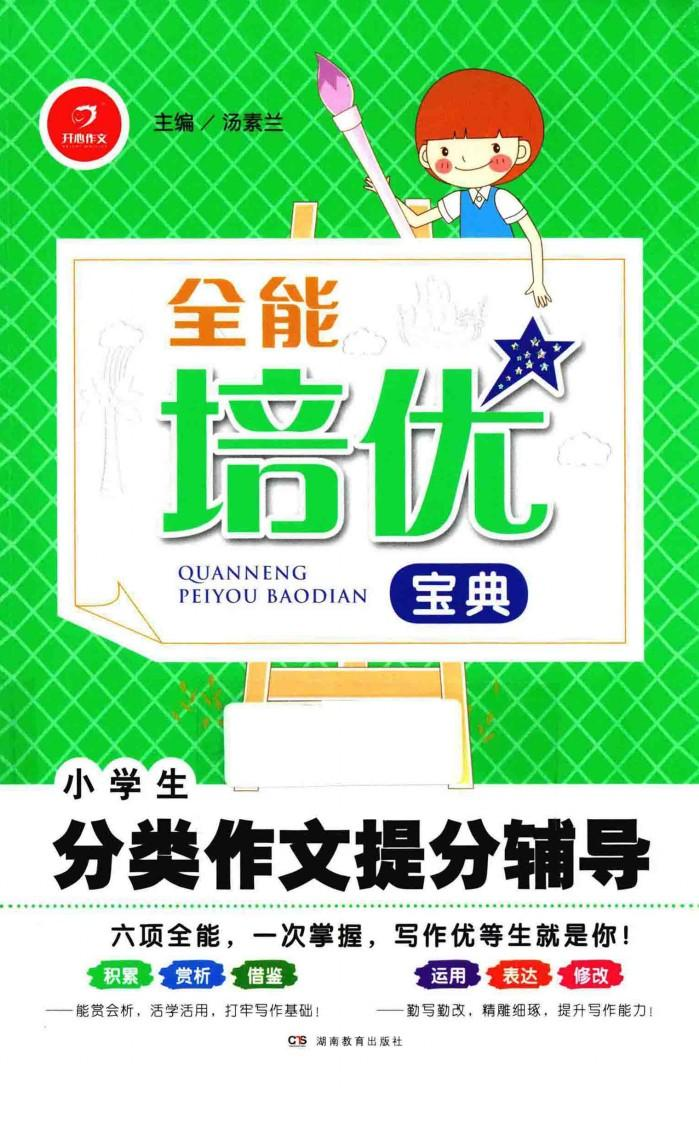 开心作文
主编／汤素兰
全能
培优
QUANNENG
PEIYOU BAODIAN
宝典
小学生
分类作文提分辅导
六项全能，一次掌握，写作优等生就是你！
积累 赏析 借鉴 运用 表达 修改
——能赏会析，活学活用，打牢写作基础！ ——勤写勤改，精雕细琢，提升写作能力！
湖南教育出版社